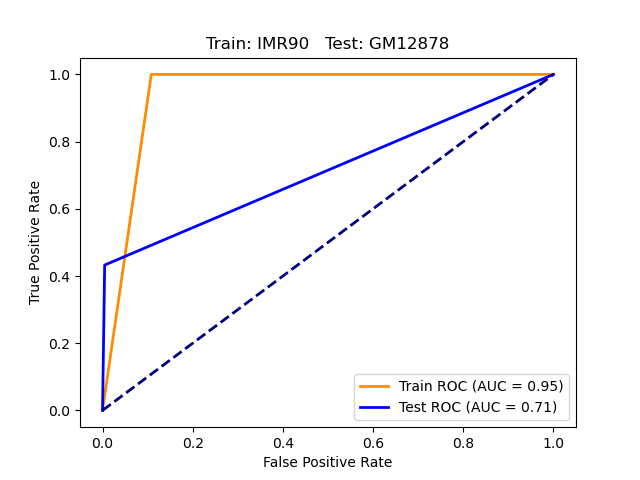 Train: IMR90   Test: GM12878
True Positive Rate
1.0
0.8
0.6
0.4
0.2
0.0
0.0 0.2 0.4 0.6 0.8 1.0
False Positive Rate
Train ROC (AUC = 0.95)
Test ROC (AUC = 0.71)